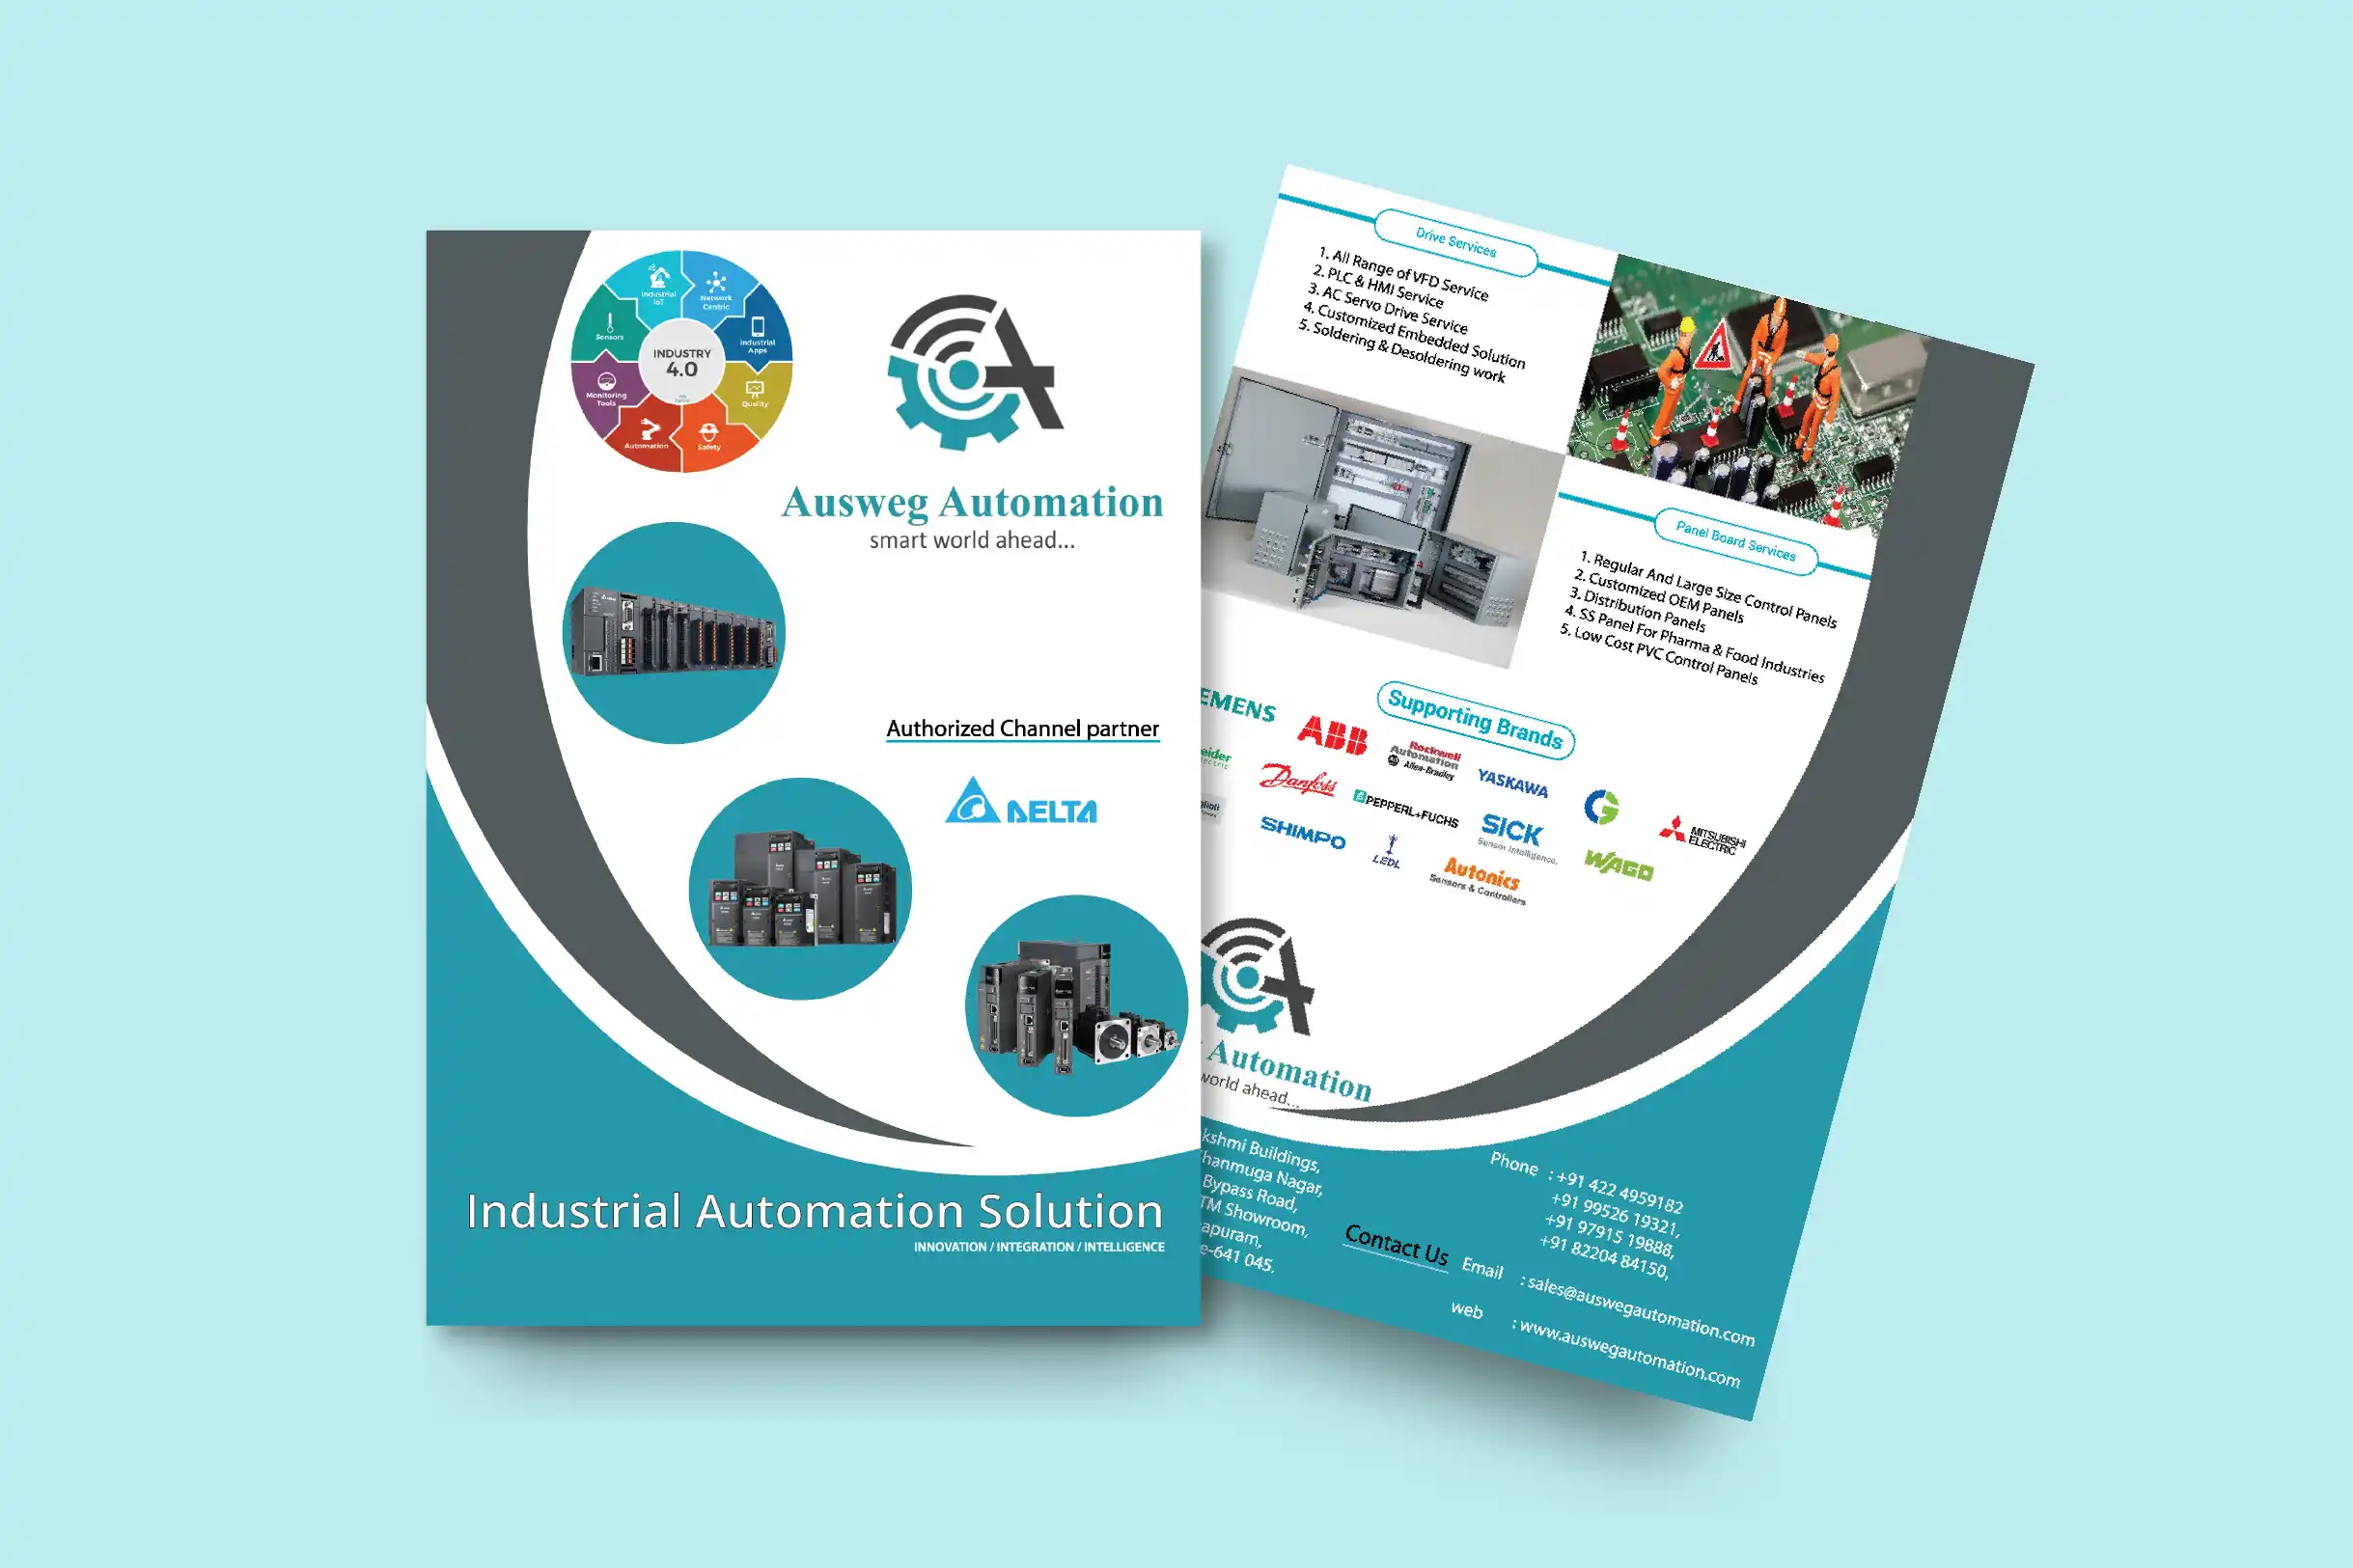 Industrial
IoT
Network
Centric
Sensors
Industrial
Apps
INDUSTRY
4.0
Monitoring
Tools
Quality
Automation
Safety
Ausweg Automation
smart world ahead...
Authorized Channel partner
DELTA
Industrial Automation Solution
INNOVATION / INTEGRATION / INTELLIGENCE
Drive Services
1. All Range of VFD Service
2. PLC & HMI Service
3. AC Servo Drive Service
4. Customized Embedded Solution
5. Soldering & Desoldering work
Panel Board Services
1. Regular And Large Size Control Panels
2. Customized OEM Panels
3. Distribution Panels
4. SS Panel For Pharma & Food Industries
5. Low Cost PVC Control Panels
Supporting Brands
EMENS
ABB
Rockwell
Automation
AB Allen-Bradley
YASKAWA
CG
MITSUBISHI
ELECTRIC
eider
ectric
Danfoss
PEPPERL+FUCHS
SICK
Sensor Intelligence.
WAGO
SHIMPO
LEDL
Autonics
Sensors & Controllers
Automation
world ahead...
kshmi Buildings,
hanmuga Nagar,
Bypass Road,
TM Showroom,
apuram,
e-641 045.
Contact Us
Phone : +91 422 4959182
+91 99526 19321,
+91 97915 19888,
+91 82204 84150,
Email : sales@auswegautomation.com
web : www.auswegautomation.com